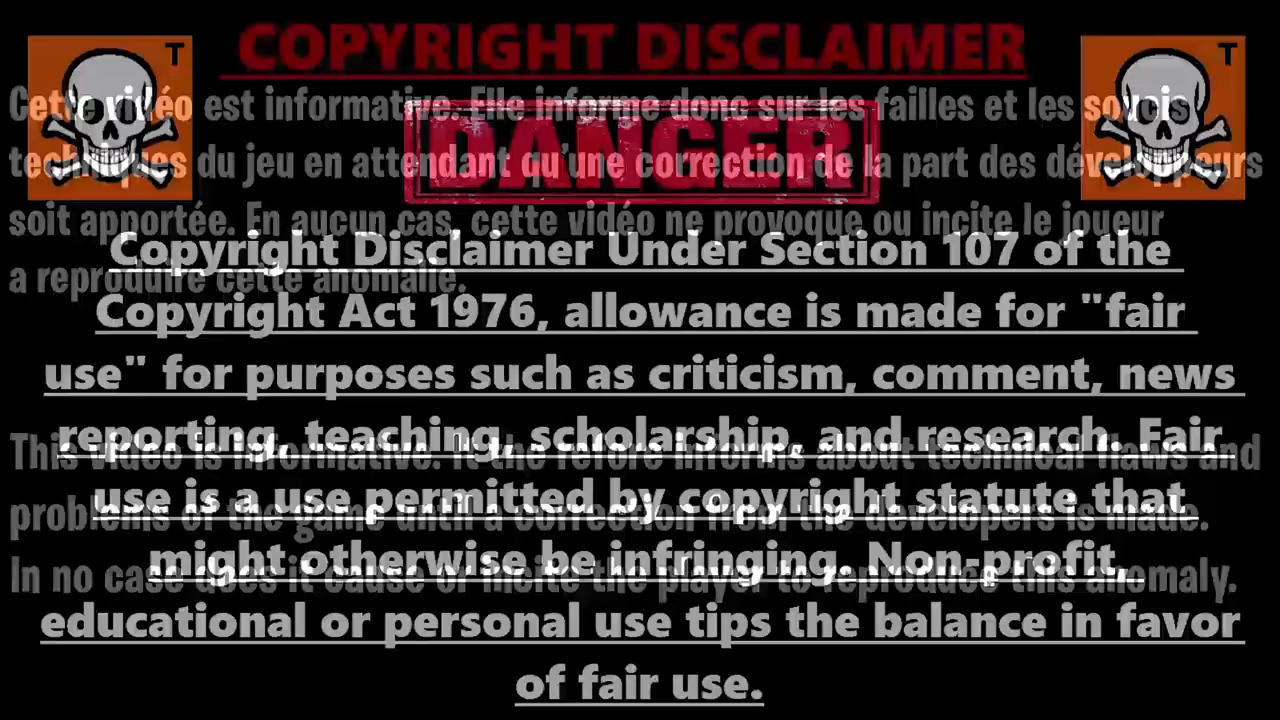 COPYRIGHT DISCLAIMER
T
T
DANGER
Cette vidéo est informative. Elle informe donc sur les failles et les soucis
techniques du jeu en attendant qu'une correction de la part des développeurs
soit apportée. En aucun cas, cette vidéo ne provoque ou incite le joueur
a reproduire cette anomalie.
Copyright Disclaimer Under Section 107 of the
Copyright Act 1976, allowance is made for "fair
use" for purposes such as criticism, comment, news
reporting, teaching, scholarship, and research. Fair
use is a use permitted by copyright statute that
might otherwise be infringing. Non-profit,
educational or personal use tips the balance in favor
of fair use.
This video is informative. It the refore informs about technical flaws and
problems of the game until a correction from the developers is made.
In no case does it cause or incite the player to reproduce this anomaly.